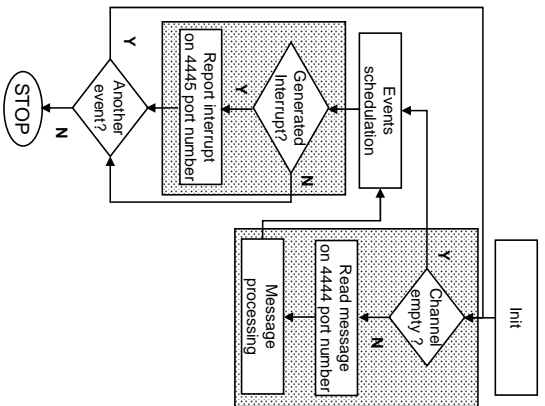 Init
Channel
empty ?
Y
N
Read message
on 4444 port number
Message
processing
Events
schedulation
Generated
Interrupt?
Y
N
Report interrupt
on 4445 port number
Another
event?
Y
N
STOP